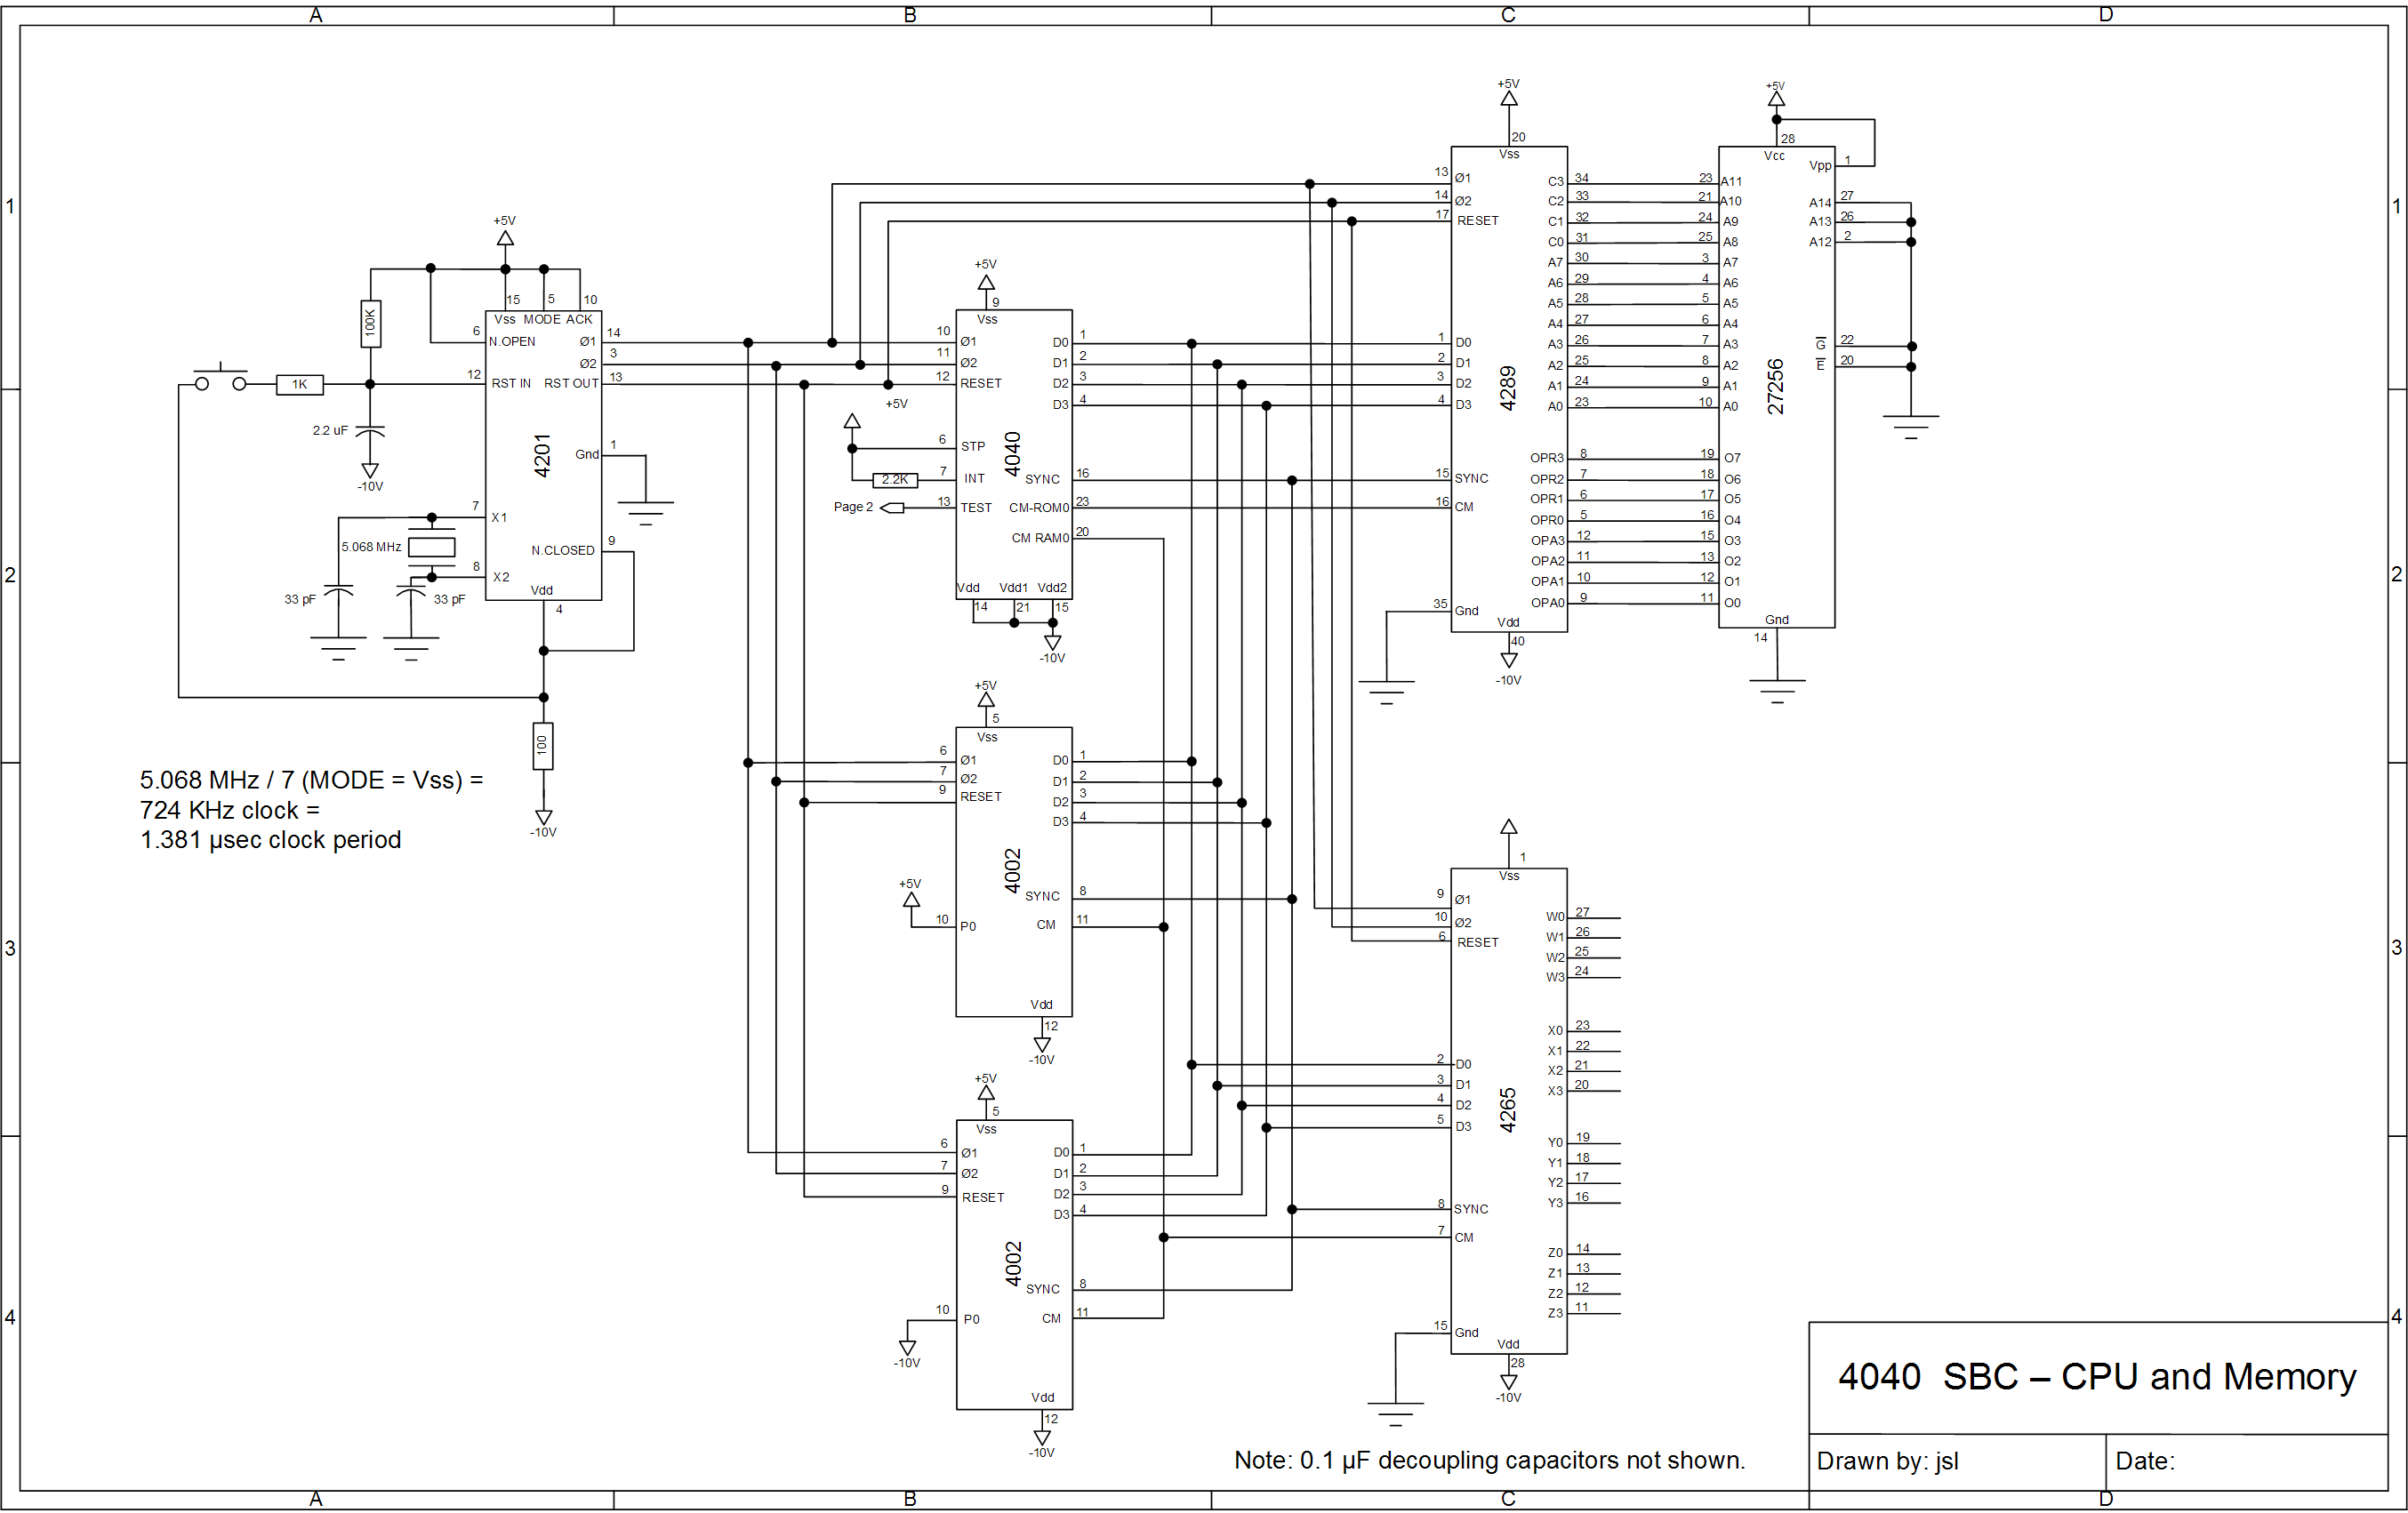 A
B
C
D
1
2
3
4
+5V
15
5
10
Vss
MODE
ACK
6
N.OPEN
100K
Ø1
14
Ø2
3
12
RST IN
RST OUT
13
1K
2.2 uF
-10V
4201
Gnd
1
7
X1
5.068 MHz
N.CLOSED
9
8
X2
33 pF
33 pF
Vdd
4
100
-10V
5.068 MHz / 7 (MODE = Vss) =
724 KHz clock =
1.381 µsec clock period
+5V
9
Vss
10
Ø1
D0
1
11
Ø2
D1
2
12
RESET
D2
3
+5V
D3
4
6
STP
4040
7
INT
2.2K
SYNC
16
Page 2
13
TEST
CM-ROM0
23
CM RAM0
20
Vdd
Vdd1
Vdd2
14
21
15
-10V
+5V
5
Vss
6
Ø1
D0
1
7
Ø2
D1
2
9
RESET
D2
3
D3
4
4002
+5V
SYNC
8
10
P0
CM
11
Vdd
12
-10V
+5V
5
Vss
6
Ø1
D0
1
7
Ø2
D1
2
9
RESET
D2
3
D3
4
4002
SYNC
8
10
P0
CM
11
-10V
Vdd
12
-10V
+5V
20
Vss
13
Ø1
C3
34
14
Ø2
C2
33
17
RESET
C1
32
C0
31
A7
30
A6
29
A5
28
A4
27
1
D0
A3
26
2
D1
A2
25
3
D2
A1
24
4
D3
A0
23
4289
OPR3
8
15
SYNC
OPR2
7
16
CM
OPR1
6
OPR0
5
OPA3
12
OPA2
11
OPA1
10
35
Gnd
OPA0
9
Vdd
40
-10V
+5V
28
Vcc
Vpp
1
23
A11
21
A10
A14
27
24
A9
A13
26
25
A8
A12
2
3
A7
4
A6
5
A5
6
A4
7
A3
G
22
8
A2
E
20
9
A1
10
A0
27256
19
O7
18
O6
17
O5
16
O4
15
O3
13
O2
12
O1
11
O0
Gnd
14
1
Vss
9
Ø1
W0
27
10
Ø2
W1
26
6
RESET
W2
25
W3
24
X0
23
X1
22
2
D0
X2
21
3
D1
X3
20
4
D2
5
D3
4265
Y0
19
Y1
18
Y2
17
8
SYNC
Y3
16
7
CM
Z0
14
Z1
13
Z2
12
Z3
11
15
Gnd
Vdd
28
-10V
4040 SBC – CPU and Memory
Note: 0.1 µF decoupling capacitors not shown.
Drawn by: jsl
Date:
1
2
3
4
A
B
C
D